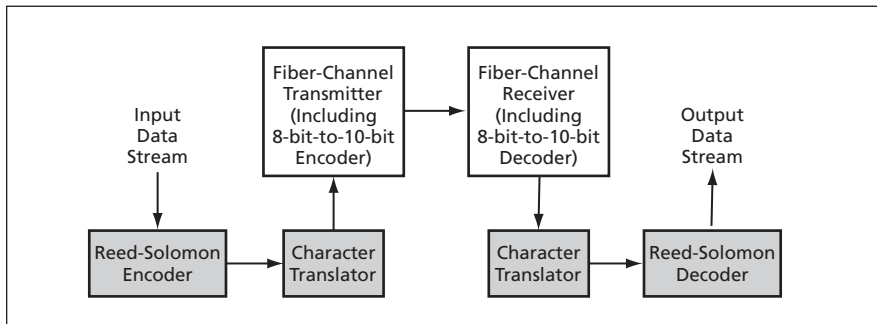 Input
Data
Stream
Reed-Solomon
Encoder
Character
Translator
Fiber-Channel
Transmitter
(Including
8-bit-to-10-bit
Encoder)
Fiber-Channel
Receiver
(Including
8-bit-to-10-bit
Decoder)
Character
Translator
Reed-Solomon
Decoder
Output
Data
Stream